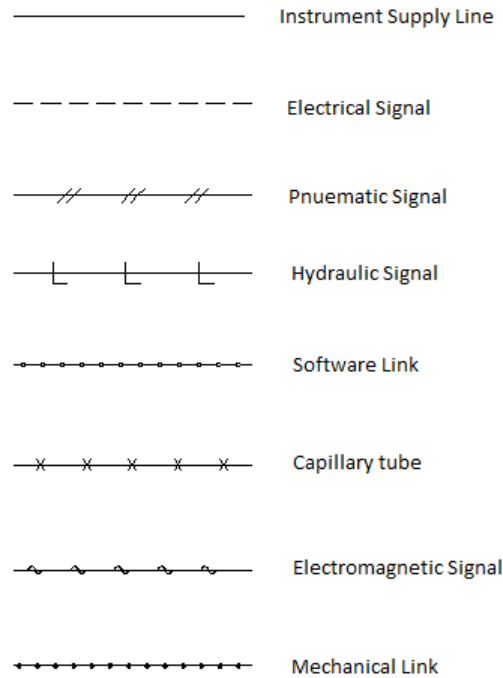 Instrument Supply Line
Electrical Signal
Pnuematic Signal
Hydraulic Signal
Software Link
Capillary tube
Electromagnetic Signal
Mechanical Link